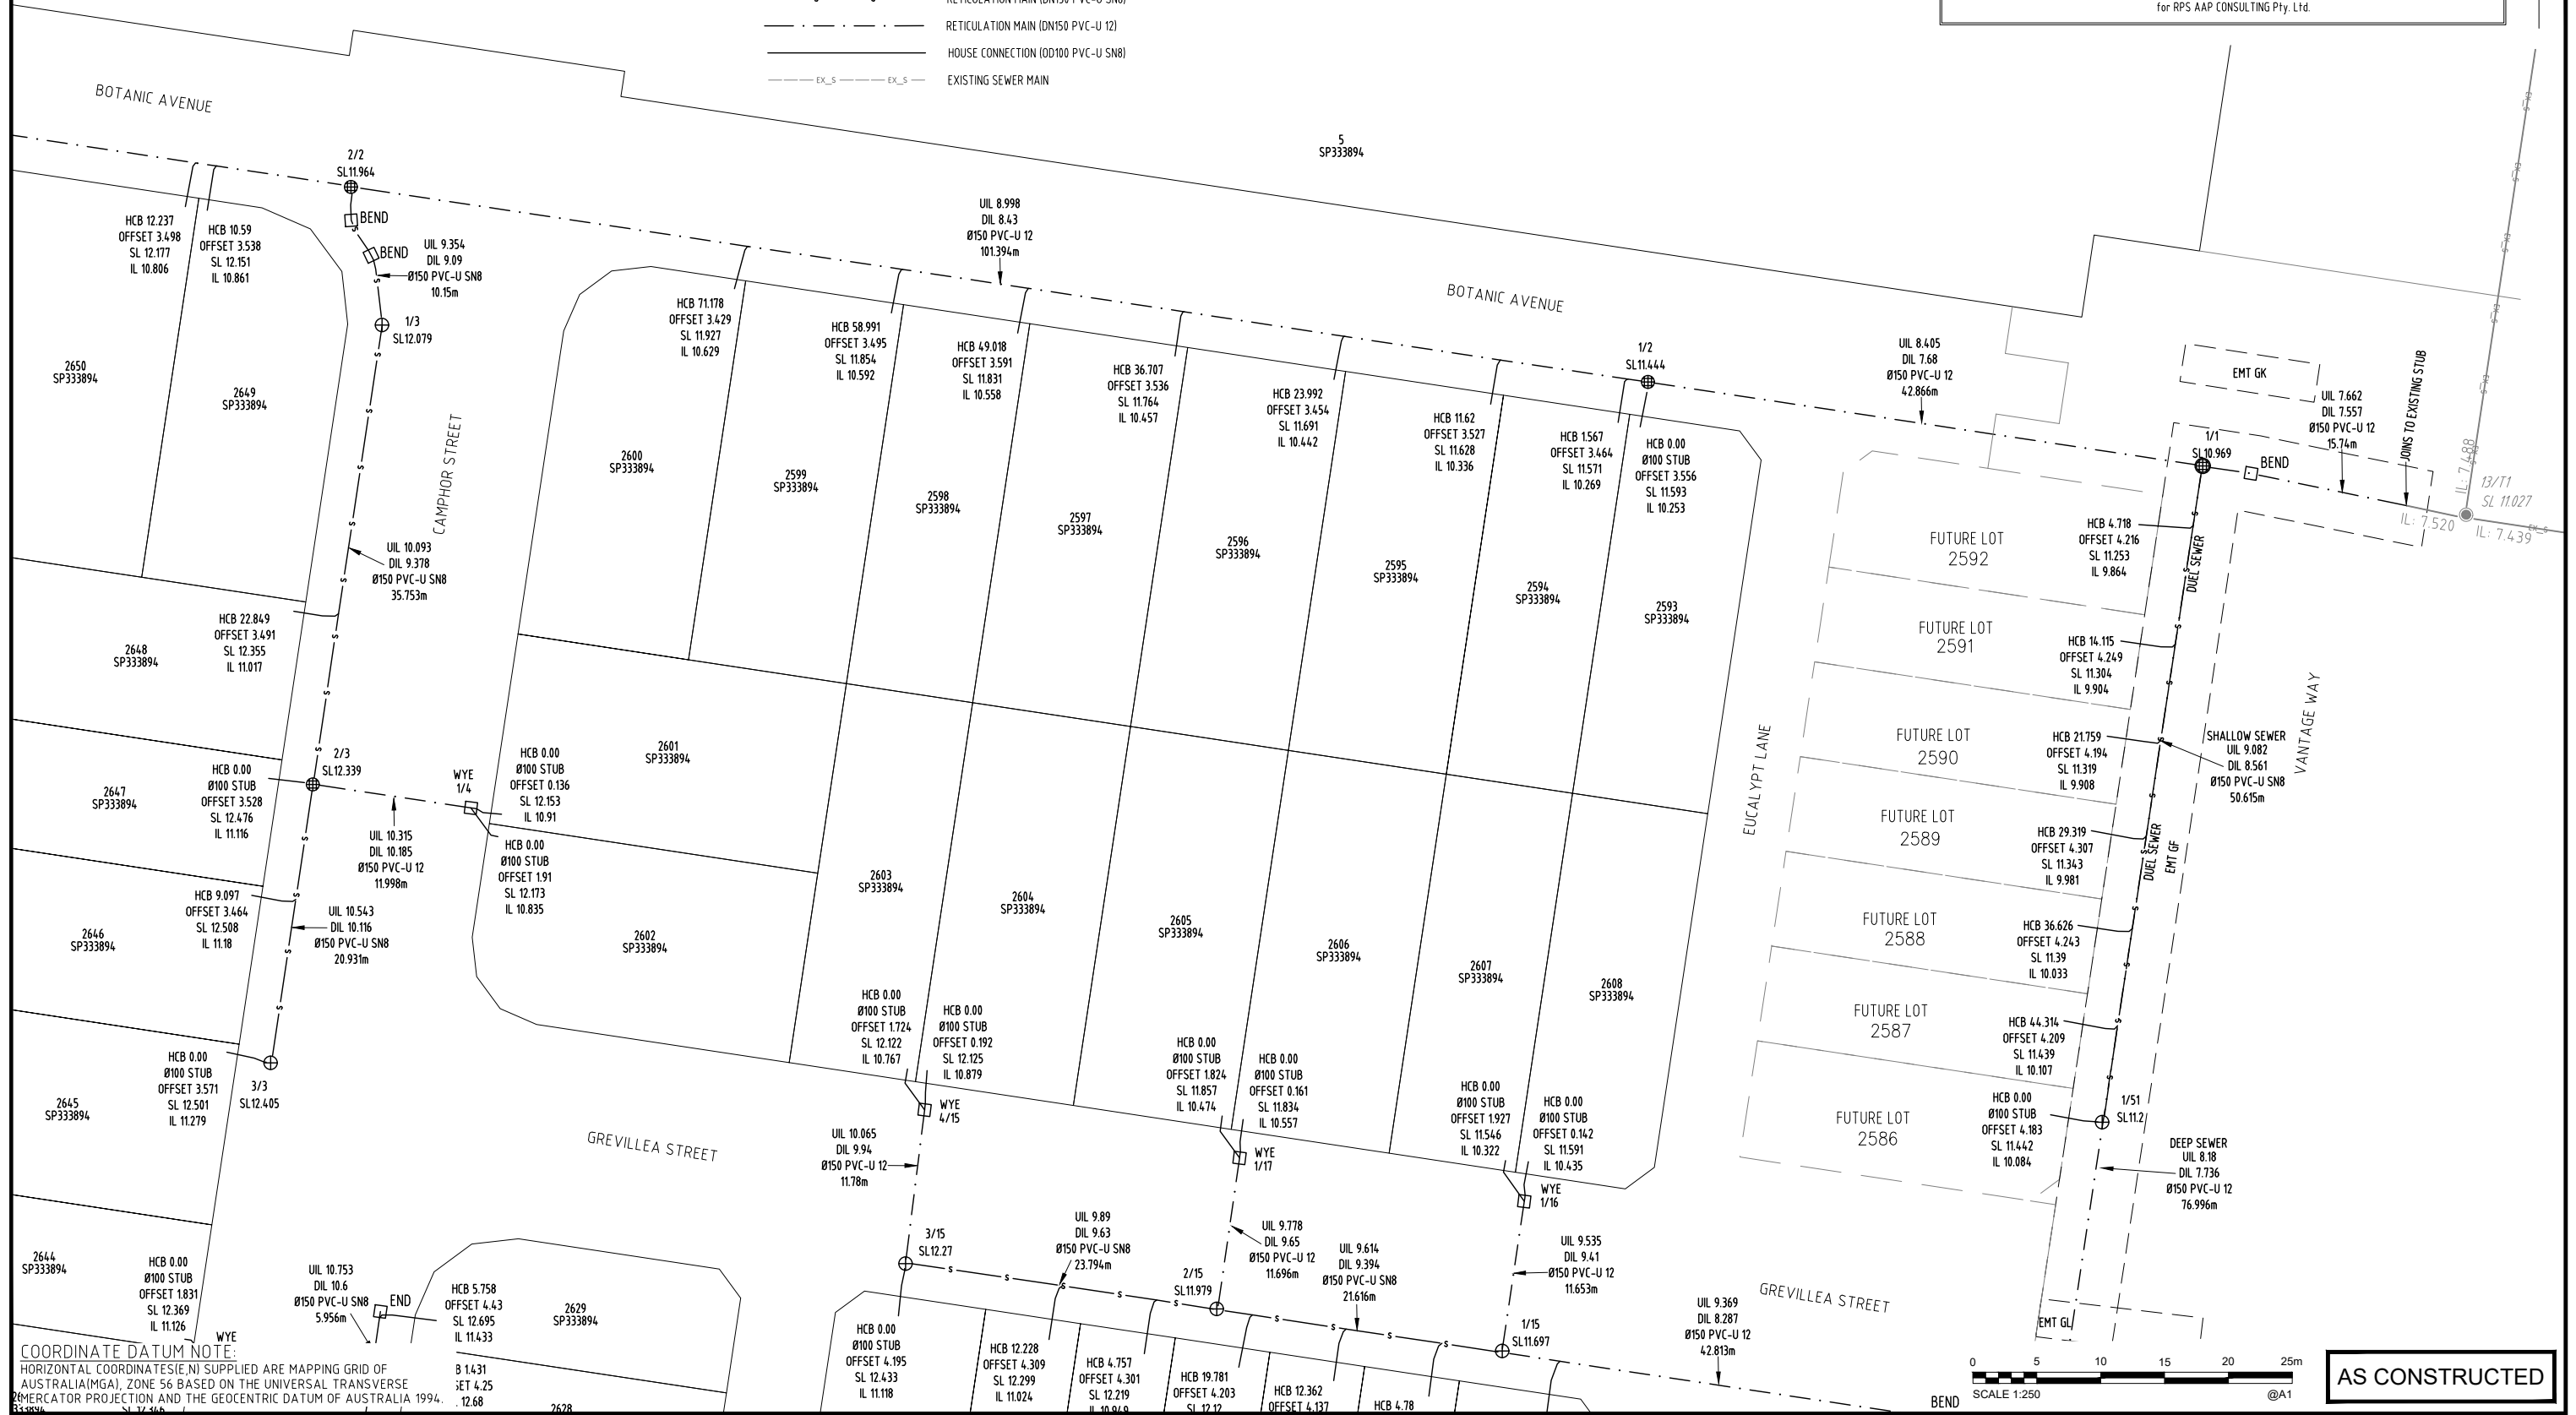 RETICULATION MAIN (DN150 PVC-U SN8)
RETICULATION MAIN (DN150 PVC-U 12)
HOUSE CONNECTION (OD100 PVC-U SN8)
EX_S EX_S
EXISTING SEWER MAIN
for RPS AAP CONSULTING Pty. Ltd.
BOTANIC AVENUE
5
SP333894
2/2
SL11.964
BEND
BEND
HCB 12.237
OFFSET 3.498
SL 12.177
IL 10.806
HCB 10.59
OFFSET 3.538
SL 12.151
IL 10.861
UIL 9.354
DIL 9.09
Ø150 PVC-U SN8
10.15m
1/3
SL12.079
UIL 8.998
DIL 8.43
Ø150 PVC-U 12
101.394m
BOTANIC AVENUE
HCB 71.178
OFFSET 3.429
SL 11.927
IL 10.629
HCB 58.991
OFFSET 3.495
SL 11.854
IL 10.592
HCB 49.018
OFFSET 3.591
SL 11.831
IL 10.558
HCB 36.707
OFFSET 3.536
SL 11.764
IL 10.457
HCB 23.992
OFFSET 3.454
SL 11.691
IL 10.442
HCB 11.62
OFFSET 3.527
SL 11.628
IL 10.336
1/2
SL11.444
HCB 1.567
OFFSET 3.464
SL 11.571
IL 10.269
HCB 0.00
Ø100 STUB
OFFSET 3.556
SL 11.593
IL 10.253
UIL 8.405
DIL 7.68
Ø150 PVC-U 12
42.866m
EMT GK
UIL 7.662
DIL 7.557
Ø150 PVC-U 12
15.74m
JOINS TO EXISTING STUB
1/1
SL10.969
BEND
IL: 7.488
13/T1
SL 11.027
IL: 7.520
IL: 7.439
EX_S
2650
SP333894
2649
SP333894
CAMPHOR STREET
2600
SP333894
2599
SP333894
2598
SP333894
2597
SP333894
2596
SP333894
2595
SP333894
2594
SP333894
2593
SP333894
UIL 10.093
DIL 9.378
Ø150 PVC-U SN8
35.753m
HCB 22.849
OFFSET 3.491
SL 12.355
IL 11.017
2648
SP333894
FUTURE LOT
2592
FUTURE LOT
2591
FUTURE LOT
2590
FUTURE LOT
2589
FUTURE LOT
2588
FUTURE LOT
2587
FUTURE LOT
2586
HCB 4.718
OFFSET 4.216
SL 11.253
IL 9.864
DUEL SEWER
HCB 14.115
OFFSET 4.249
SL 11.304
IL 9.904
HCB 21.759
OFFSET 4.194
SL 11.319
IL 9.908
SHALLOW SEWER
UIL 9.082
DIL 8.561
Ø150 PVC-U SN8
50.615m
VANTAGE WAY
HCB 29.319
OFFSET 4.307
SL 11.343
IL 9.981
DUEL SEWER
EMT GF
HCB 36.626
OFFSET 4.243
SL 11.39
IL 10.033
HCB 44.314
OFFSET 4.209
SL 11.439
IL 10.107
HCB 0.00
Ø100 STUB
OFFSET 4.183
SL 11.442
IL 10.084
1/51
SL11.2
DEEP SEWER
UIL 8.18
DIL 7.736
Ø150 PVC-U 12
76.996m
EUCALYPT LANE
2/3
SL12.339
HCB 0.00
Ø100 STUB
OFFSET 3.528
SL 12.476
IL 11.116
2647
SP333894
WYE
1/4
HCB 0.00
Ø100 STUB
OFFSET 0.136
SL 12.153
IL 10.91
2601
SP333894
UIL 10.315
DIL 10.185
Ø150 PVC-U 12
11.998m
HCB 0.00
Ø100 STUB
OFFSET 1.91
SL 12.173
IL 10.835
HCB 9.097
OFFSET 3.464
SL 12.508
IL 11.18
UIL 10.543
DIL 10.116
Ø150 PVC-U SN8
20.931m
2646
SP333894
2602
SP333894
2603
SP333894
2604
SP333894
2605
SP333894
2606
SP333894
2607
SP333894
2608
SP333894
HCB 0.00
Ø100 STUB
OFFSET 3.571
SL 12.501
IL 11.279
3/3
SL12.405
2645
SP333894
HCB 0.00
Ø100 STUB
OFFSET 1.724
SL 12.122
IL 10.767
HCB 0.00
Ø100 STUB
OFFSET 0.192
SL 12.125
IL 10.879
WYE
4/15
HCB 0.00
Ø100 STUB
OFFSET 1.824
SL 11.857
IL 10.474
HCB 0.00
Ø100 STUB
OFFSET 0.161
SL 11.834
IL 10.557
WYE
1/17
HCB 0.00
Ø100 STUB
OFFSET 1.927
SL 11.546
IL 10.322
HCB 0.00
Ø100 STUB
OFFSET 0.142
SL 11.591
IL 10.435
WYE
1/16
GREVILLEA STREET
UIL 10.065
DIL 9.94
Ø150 PVC-U 12
11.78m
3/15
SL12.27
UIL 9.89
DIL 9.63
Ø150 PVC-U SN8
23.794m
2/15
SL11.979
UIL 9.778
DIL 9.65
Ø150 PVC-U 12
11.696m
UIL 9.614
DIL 9.394
Ø150 PVC-U SN8
21.616m
UIL 9.535
DIL 9.41
Ø150 PVC-U 12
11.653m
1/15
SL11.697
UIL 9.369
DIL 8.287
Ø150 PVC-U 12
42.813m
GREVILLEA STREET
EMT GL
2644
SP333894
HCB 0.00
Ø100 STUB
OFFSET 1.831
SL 12.369
IL 11.126
WYE
UIL 10.753
DIL 10.6
Ø150 PVC-U SN8
5.956m
END
HCB 5.758
OFFSET 4.43
SL 12.695
IL 11.433
2629
SP333894
B 1.431
SET 4.25
12.68
2628
HCB 0.00
Ø100 STUB
OFFSET 4.195
SL 12.433
IL 11.118
HCB 12.228
OFFSET 4.309
SL 12.299
IL 11.024
HCB 4.757
OFFSET 4.301
SL 12.219
IL 10.949
HCB 19.781
OFFSET 4.203
SL 12.12
HCB 12.362
OFFSET 4.137
HCB 4.78
BEND
COORDINATE DATUM NOTE:
HORIZONTAL COORDINATES(E,N) SUPPLIED ARE MAPPING GRID OF
AUSTRALIA(MGA), ZONE 56 BASED ON THE UNIVERSAL TRANSVERSE
MERCATOR PROJECTION AND THE GEOCENTRIC DATUM OF AUSTRALIA 1994.
0 5 10 15 20 25m
SCALE 1:250 @A1
AS CONSTRUCTED